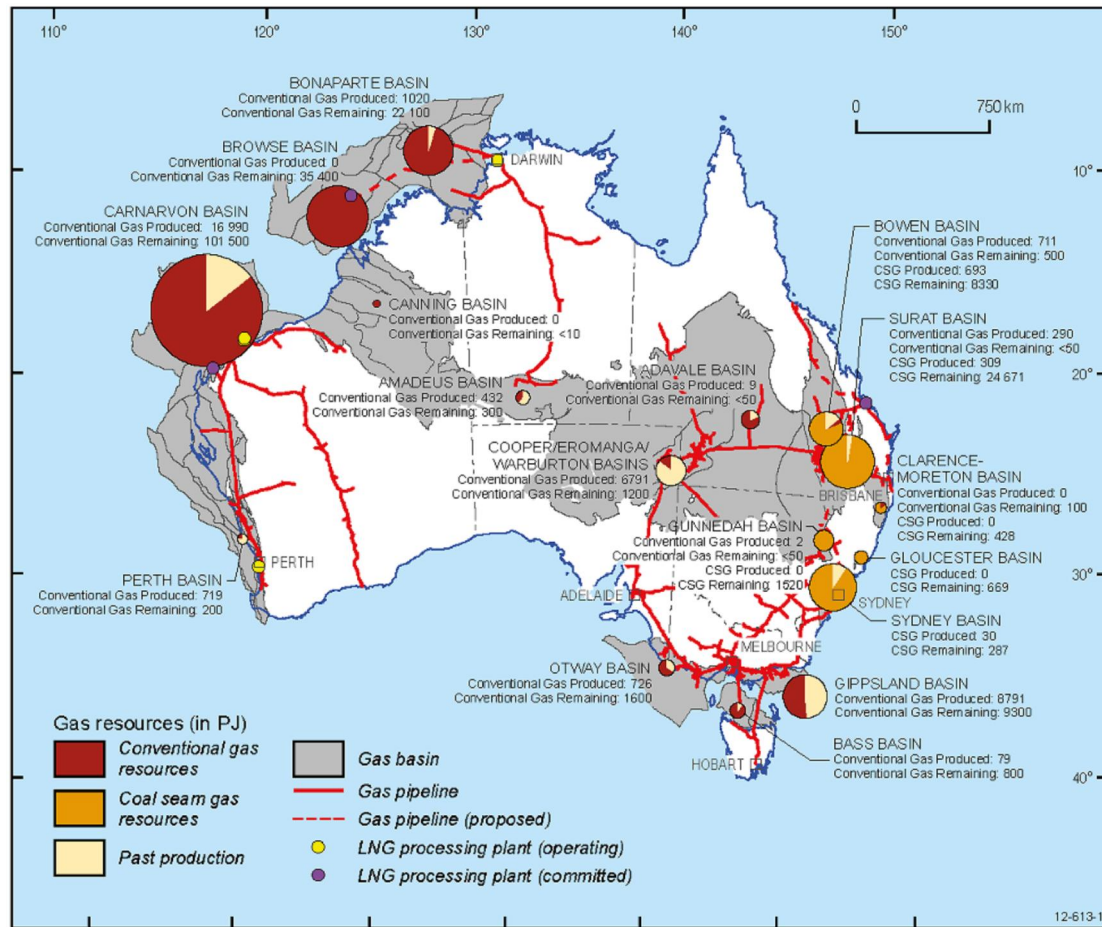 110°
120°
130°
140°
150°
BONAPARTE BASIN
Conventional Gas Produced: 1020
Conventional Gas Remaining: 22 100
0
750 km
BROWSE BASIN
Conventional Gas Produced: 0
Conventional Gas Remaining: 35 400
DARWIN
10°
CARNARVON BASIN
Conventional Gas Produced: 16 990
Conventional Gas Remaining: 101 500
BOWEN BASIN
Conventional Gas Produced: 711
Conventional Gas Remaining: 500
CSG Produced: 693
CSG Remaining: 8330
CANNING BASIN
Conventional Gas Produced: 0
Conventional Gas Remaining: <10
SURAT BASIN
Conventional Gas Produced: 290
Conventional Gas Remaining: <50
CSG Produced: 309
CSG Remaining: 24 671
20°
AMADEUS BASIN
Conventional Gas Produced: 432
Conventional Gas Remaining: 300
ADAVALE BASIN
Conventional Gas Produced: 9
Conventional Gas Remaining: <50
COOPER/EROMANGA/
WARBURTON BASINS
Conventional Gas Produced: 6791
Conventional Gas Remaining: 1200
CLARENCE-
MORETON BASIN
Conventional Gas Produced: 0
Conventional Gas Remaining: 100
CSG Produced: 0
CSG Remaining: 428
BRISBANE
GUNNEDAH BASIN
Conventional Gas Produced: 2
Conventional Gas Remaining: <50
CSG Produced: 0
CSG Remaining: 1520
GLOUCESTER BASIN
CSG Produced: 0
CSG Remaining: 669
PERTH
PERTH BASIN
Conventional Gas Produced: 719
Conventional Gas Remaining: 200
30°
ADELAIDE
SYDNEY
SYDNEY BASIN
CSG Produced: 30
CSG Remaining: 287
MELBOURNE
OTWAY BASIN
Conventional Gas Produced: 726
Conventional Gas Remaining: 1600
GIPPSLAND BASIN
Conventional Gas Produced: 8791
Conventional Gas Remaining: 9300
BASS BASIN
Conventional Gas Produced: 79
Conventional Gas Remaining: 800
HOBART
40°
Gas resources (in PJ)
Conventional gas
resources
Coal seam gas
resources
Past production
Gas basin
Gas pipeline
Gas pipeline (proposed)
LNG processing plant (operating)
LNG processing plant (committed)
12-613-1